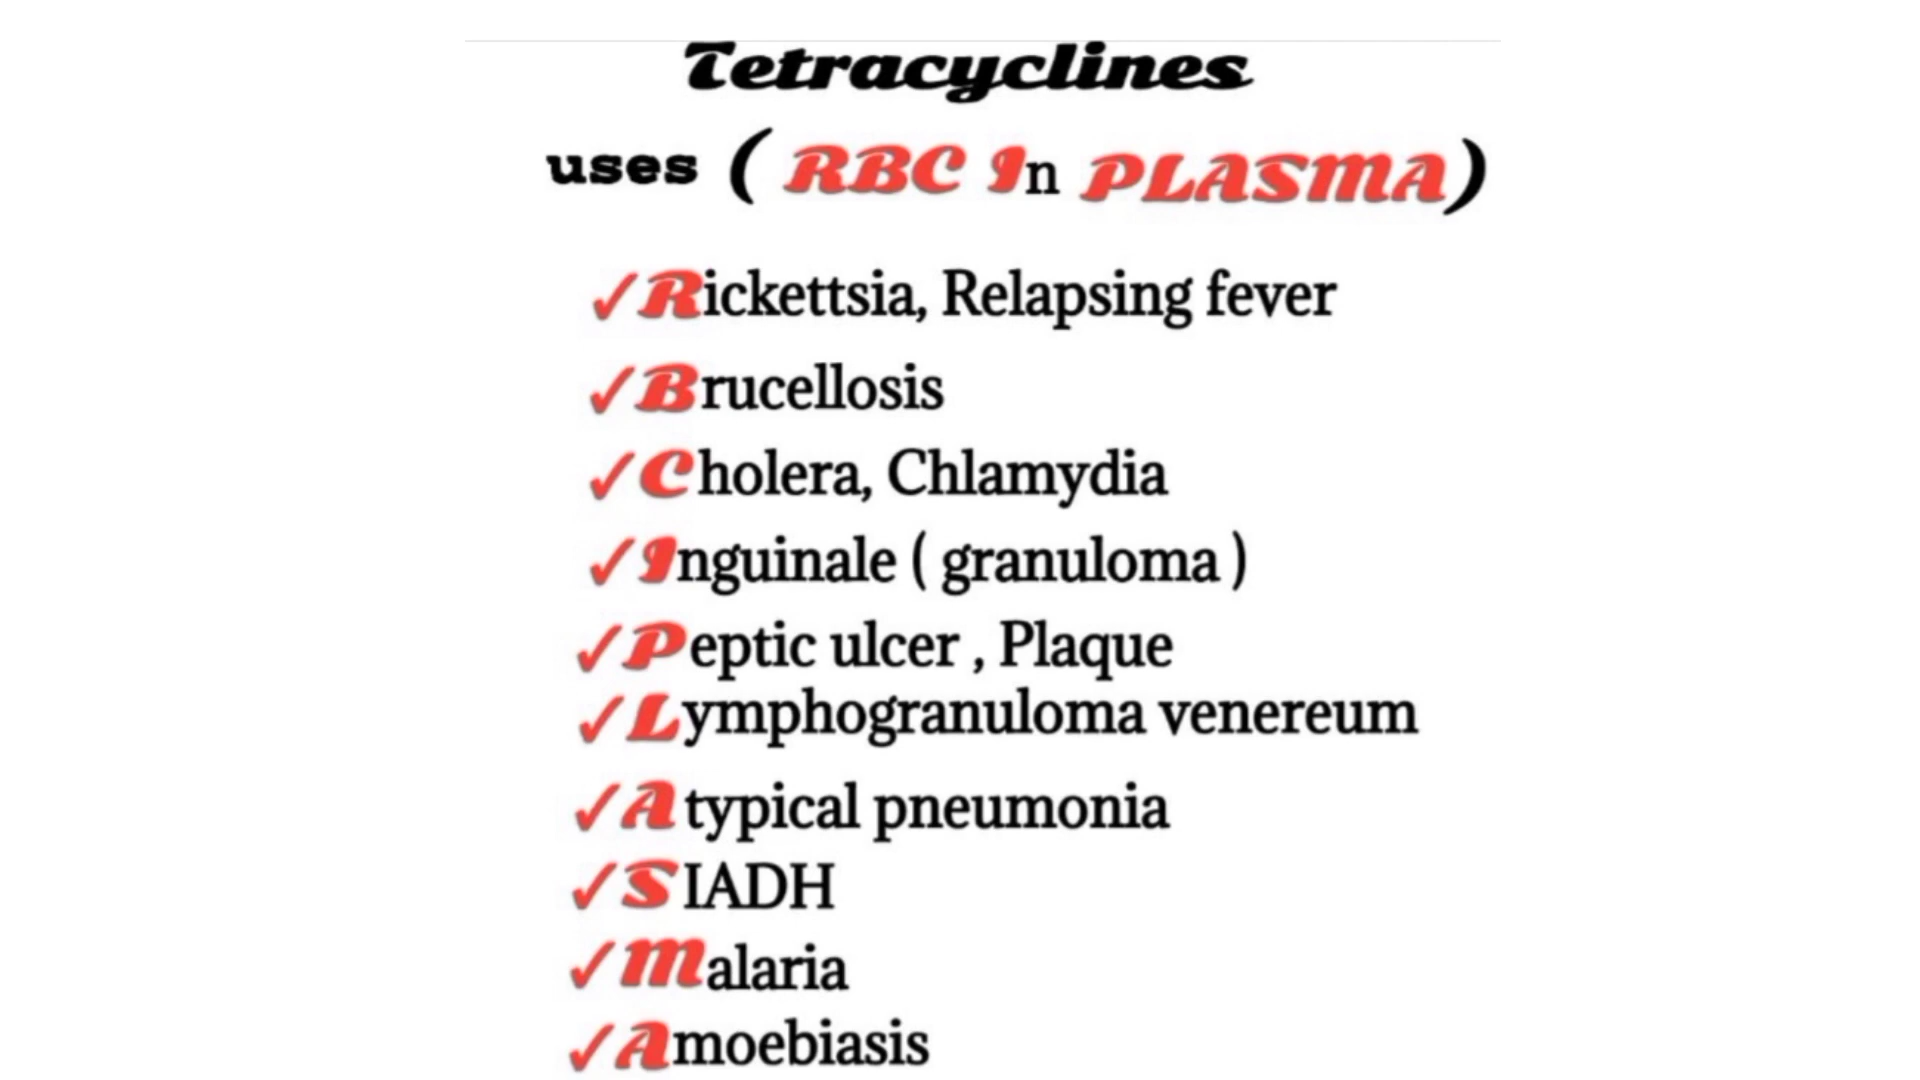 Tetracyclines
uses ( RBC In PLASMA)
✓Rickettsia, Relapsing fever
✓Brucellosis
✓Cholera, Chlamydia
✓Inguinale ( granuloma )
✓Peptic ulcer , Plaque
✓Lymphogranuloma venereum
✓Atypical pneumonia
✓SIADH
✓Malaria
✓Amoebiasis